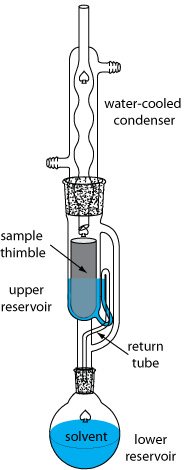 water-cooled
condenser
sample
thimble
upper
reservoir
return
tube
solvent
lower
reservoir